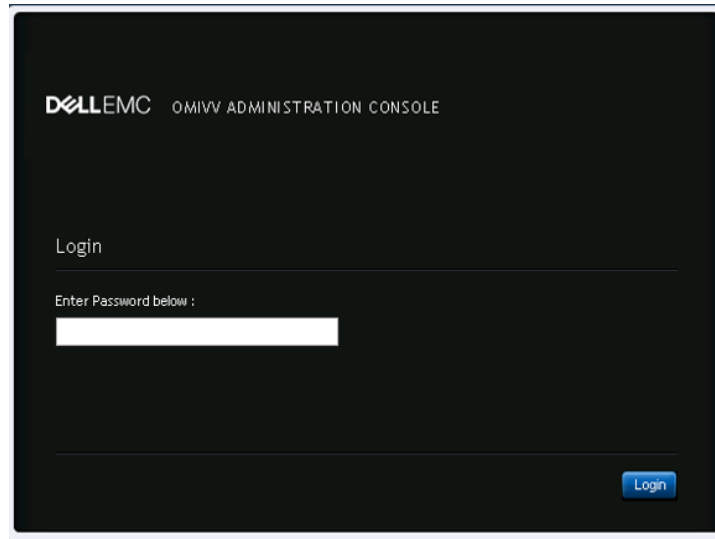 DELLEMC OMIVV ADMINISTRATION CONSOLE
Login
Enter Password below :
Login